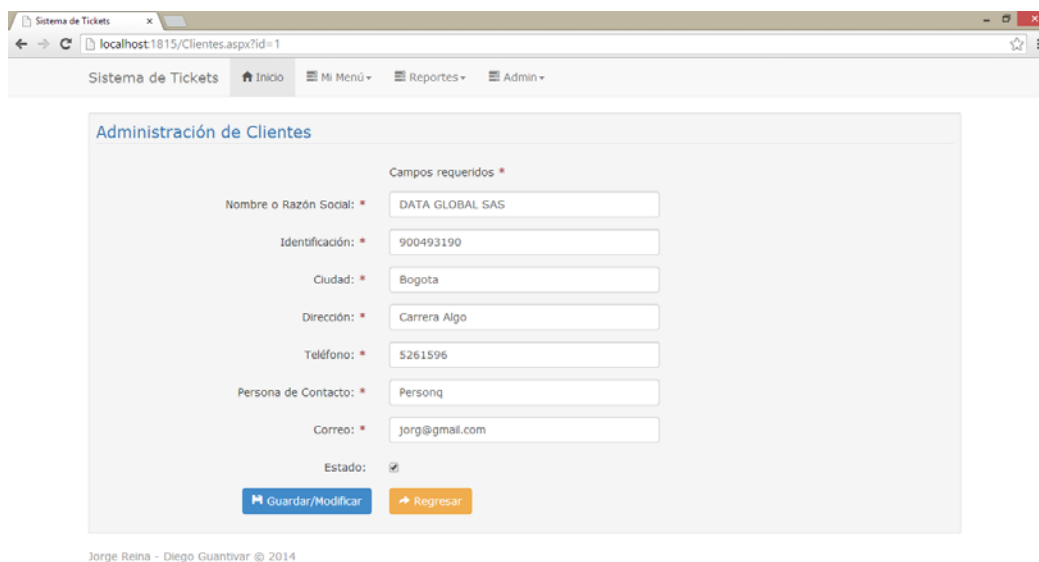 Sistema de Tickets
localhost:1815/Clientes.aspx?id=1
Sistema de Tickets Inicio Mi Menú Reportes Admin
Administración de Clientes
Campos requeridos *
Nombre o Razón Social: * DATA GLOBAL SAS
Identificación: * 900493190
Ciudad: * Bogota
Dirección: * Carrera Algo
Teléfono: * 5261596
Persona de Contacto: * Personq
Correo: * jorg@gmail.com
Estado:
Guardar/Modificar Regresar
Jorge Reina - Diego Guantivar © 2014